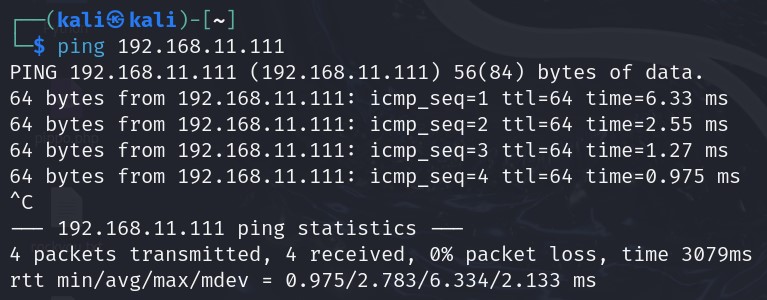 ┌──(kali㉿kali)-[~]
└─$ ping 192.168.11.111
PING 192.168.11.111 (192.168.11.111) 56(84) bytes of data.
64 bytes from 192.168.11.111: icmp_seq=1 ttl=64 time=6.33 ms
64 bytes from 192.168.11.111: icmp_seq=2 ttl=64 time=2.55 ms
64 bytes from 192.168.11.111: icmp_seq=3 ttl=64 time=1.27 ms
64 bytes from 192.168.11.111: icmp_seq=4 ttl=64 time=0.975 ms
^C
--- 192.168.11.111 ping statistics ---
4 packets transmitted, 4 received, 0% packet loss, time 3079ms
rtt min/avg/max/mdev = 0.975/2.783/6.334/2.133 ms